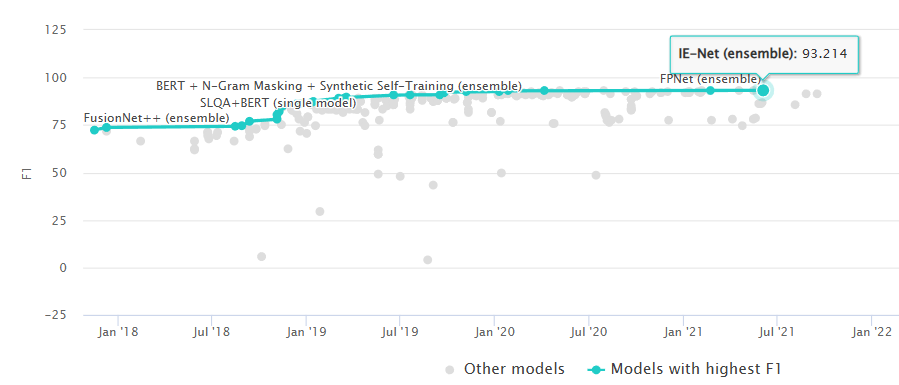 125
100
75
50
25
0
-25
F1
IE-Net (ensemble): 93.214
FPNet (ensemble)
BERT + N-Gram Masking + Synthetic Self-Training (ensemble)
SLQA+BERT (single model)
FusionNet++ (ensemble)
Jan '18 Jul '18 Jan '19 Jul '19 Jan '20 Jul '20 Jan '21 Jul '21 Jan '22
Other models Models with highest F1